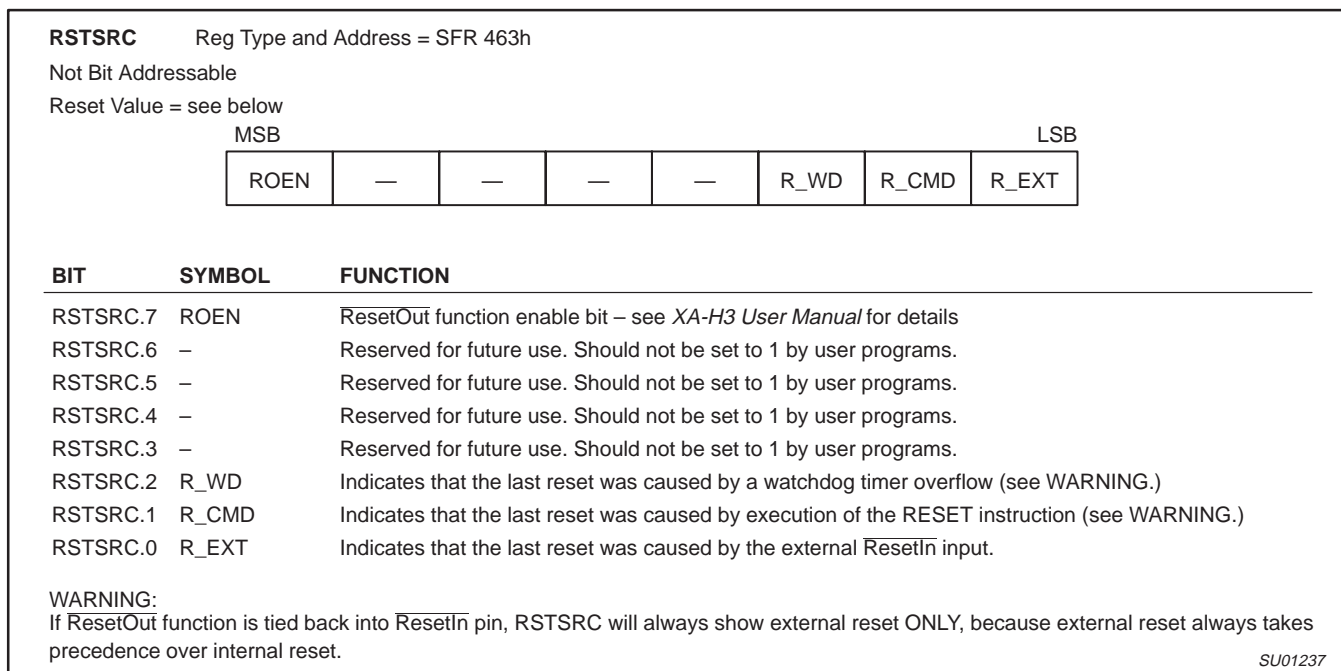 RSTSRC Reg Type and Address = SFR 463h
Not Bit Addressable
Reset Value = see below
MSB LSB
ROEN — — — — R_WD R_CMD R_EXT
BIT SYMBOL FUNCTION
RSTSRC.7 ROEN ResetOut function enable bit – see XA-H3 User Manual for details
RSTSRC.6 – Reserved for future use. Should not be set to 1 by user programs.
RSTSRC.5 – Reserved for future use. Should not be set to 1 by user programs.
RSTSRC.4 – Reserved for future use. Should not be set to 1 by user programs.
RSTSRC.3 – Reserved for future use. Should not be set to 1 by user programs.
RSTSRC.2 R_WD Indicates that the last reset was caused by a watchdog timer overflow (see WARNING.)
RSTSRC.1 R_CMD Indicates that the last reset was caused by execution of the RESET instruction (see WARNING.)
RSTSRC.0 R_EXT Indicates that the last reset was caused by the external ResetIn input.
WARNING:
If ResetOut function is tied back into ResetIn pin, RSTSRC will always show external reset ONLY, because external reset always takes
precedence over internal reset.
SU01237